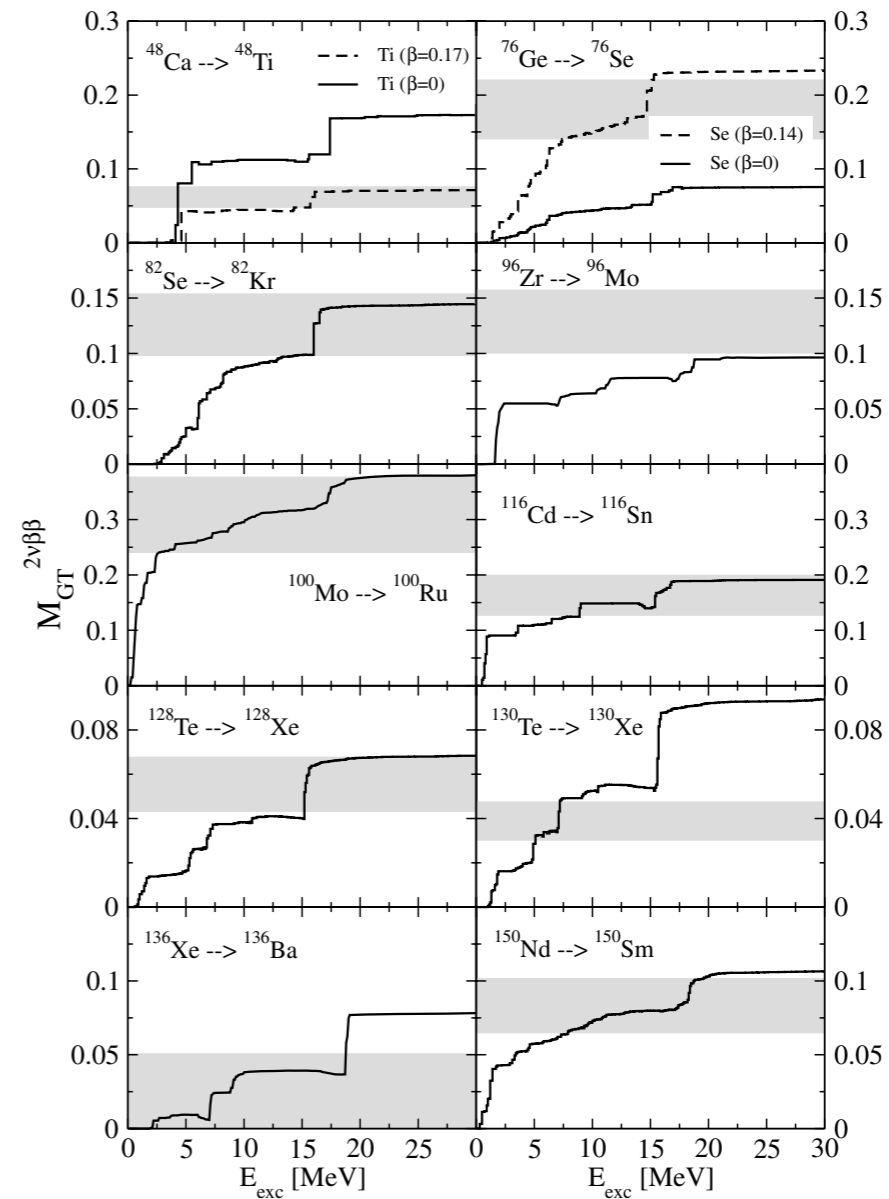 0.3
0.2
0.1
0
⁴⁸Ca --> ⁴⁸Ti
Ti (β=0.17)
Ti (β=0)
⁷⁶Ge --> ⁷⁶Se
Se (β=0.14)
Se (β=0)
0.3
0.2
0.1
0
0.15
0.1
0.05
0
⁸²Se --> ⁸²Kr
⁹⁶Zr --> ⁹⁶Mo
0.15
0.1
0.05
0
0.3
0.2
0.1
0
¹⁰⁰Mo --> ¹⁰⁰Ru
¹¹⁶Cd --> ¹¹⁶Sn
0.3
0.2
0.1
0
M_GT^2νββ
0.08
0.04
0
¹²⁸Te --> ¹²⁸Xe
¹³⁰Te --> ¹³⁰Xe
0.08
0.04
0
0.1
0.05
0
¹³⁶Xe --> ¹³⁶Ba
¹⁵⁰Nd --> ¹⁵⁰Sm
0.1
0.05
0
0 5 10 15 20 25 0 5 10 15 20 25 30
E_exc [MeV] E_exc [MeV]